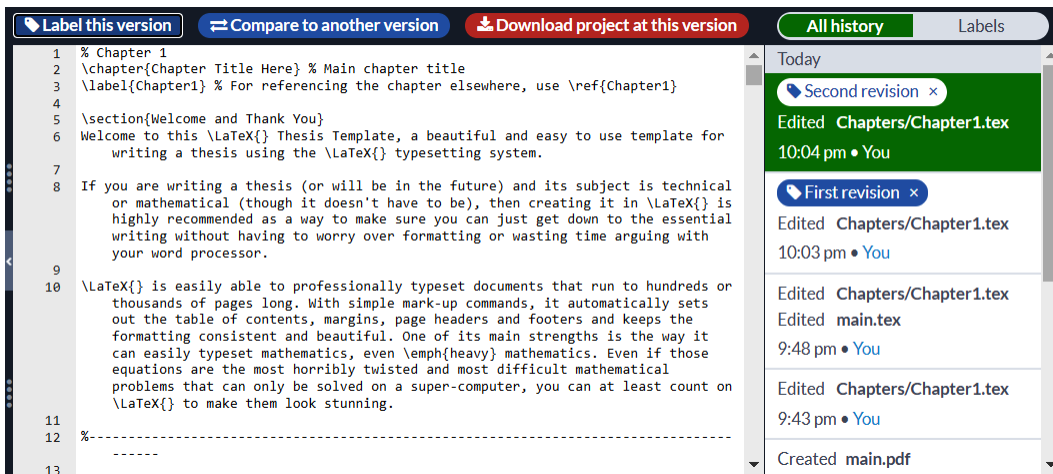 Label this version
Compare to another version
Download project at this version
All history
Labels
1 % Chapter 1
2 \chapter{Chapter Title Here} % Main chapter title
3 \label{Chapter1} % For referencing the chapter elsewhere, use \ref{Chapter1}
4
5 \section{Welcome and Thank You}
6 Welcome to this \LaTeX{} Thesis Template, a beautiful and easy to use template for
writing a thesis using the \LaTeX{} typesetting system.
7
8 If you are writing a thesis (or will be in the future) and its subject is technical
or mathematical (though it doesn't have to be), then creating it in \LaTeX{} is
highly recommended as a way to make sure you can just get down to the essential
writing without having to worry over formatting or wasting time arguing with
your word processor.
9
10 \LaTeX{} is easily able to professionally typeset documents that run to hundreds or
thousands of pages long. With simple mark-up commands, it automatically sets
out the table of contents, margins, page headers and footers and keeps the
formatting consistent and beautiful. One of its main strengths is the way it
can easily typeset mathematics, even \emph{heavy} mathematics. Even if those
equations are the most horribly twisted and most difficult mathematical
problems that can only be solved on a super-computer, you can at least count on
\LaTeX{} to make them look stunning.
11
12 %----------------------------------------------------------------------------------
------
13
Today
Second revision ×
Edited Chapters/Chapter1.tex
10:04 pm • You
First revision ×
Edited Chapters/Chapter1.tex
10:03 pm • You
Edited Chapters/Chapter1.tex
Edited main.tex
9:48 pm • You
Edited Chapters/Chapter1.tex
9:43 pm • You
Created main.pdf